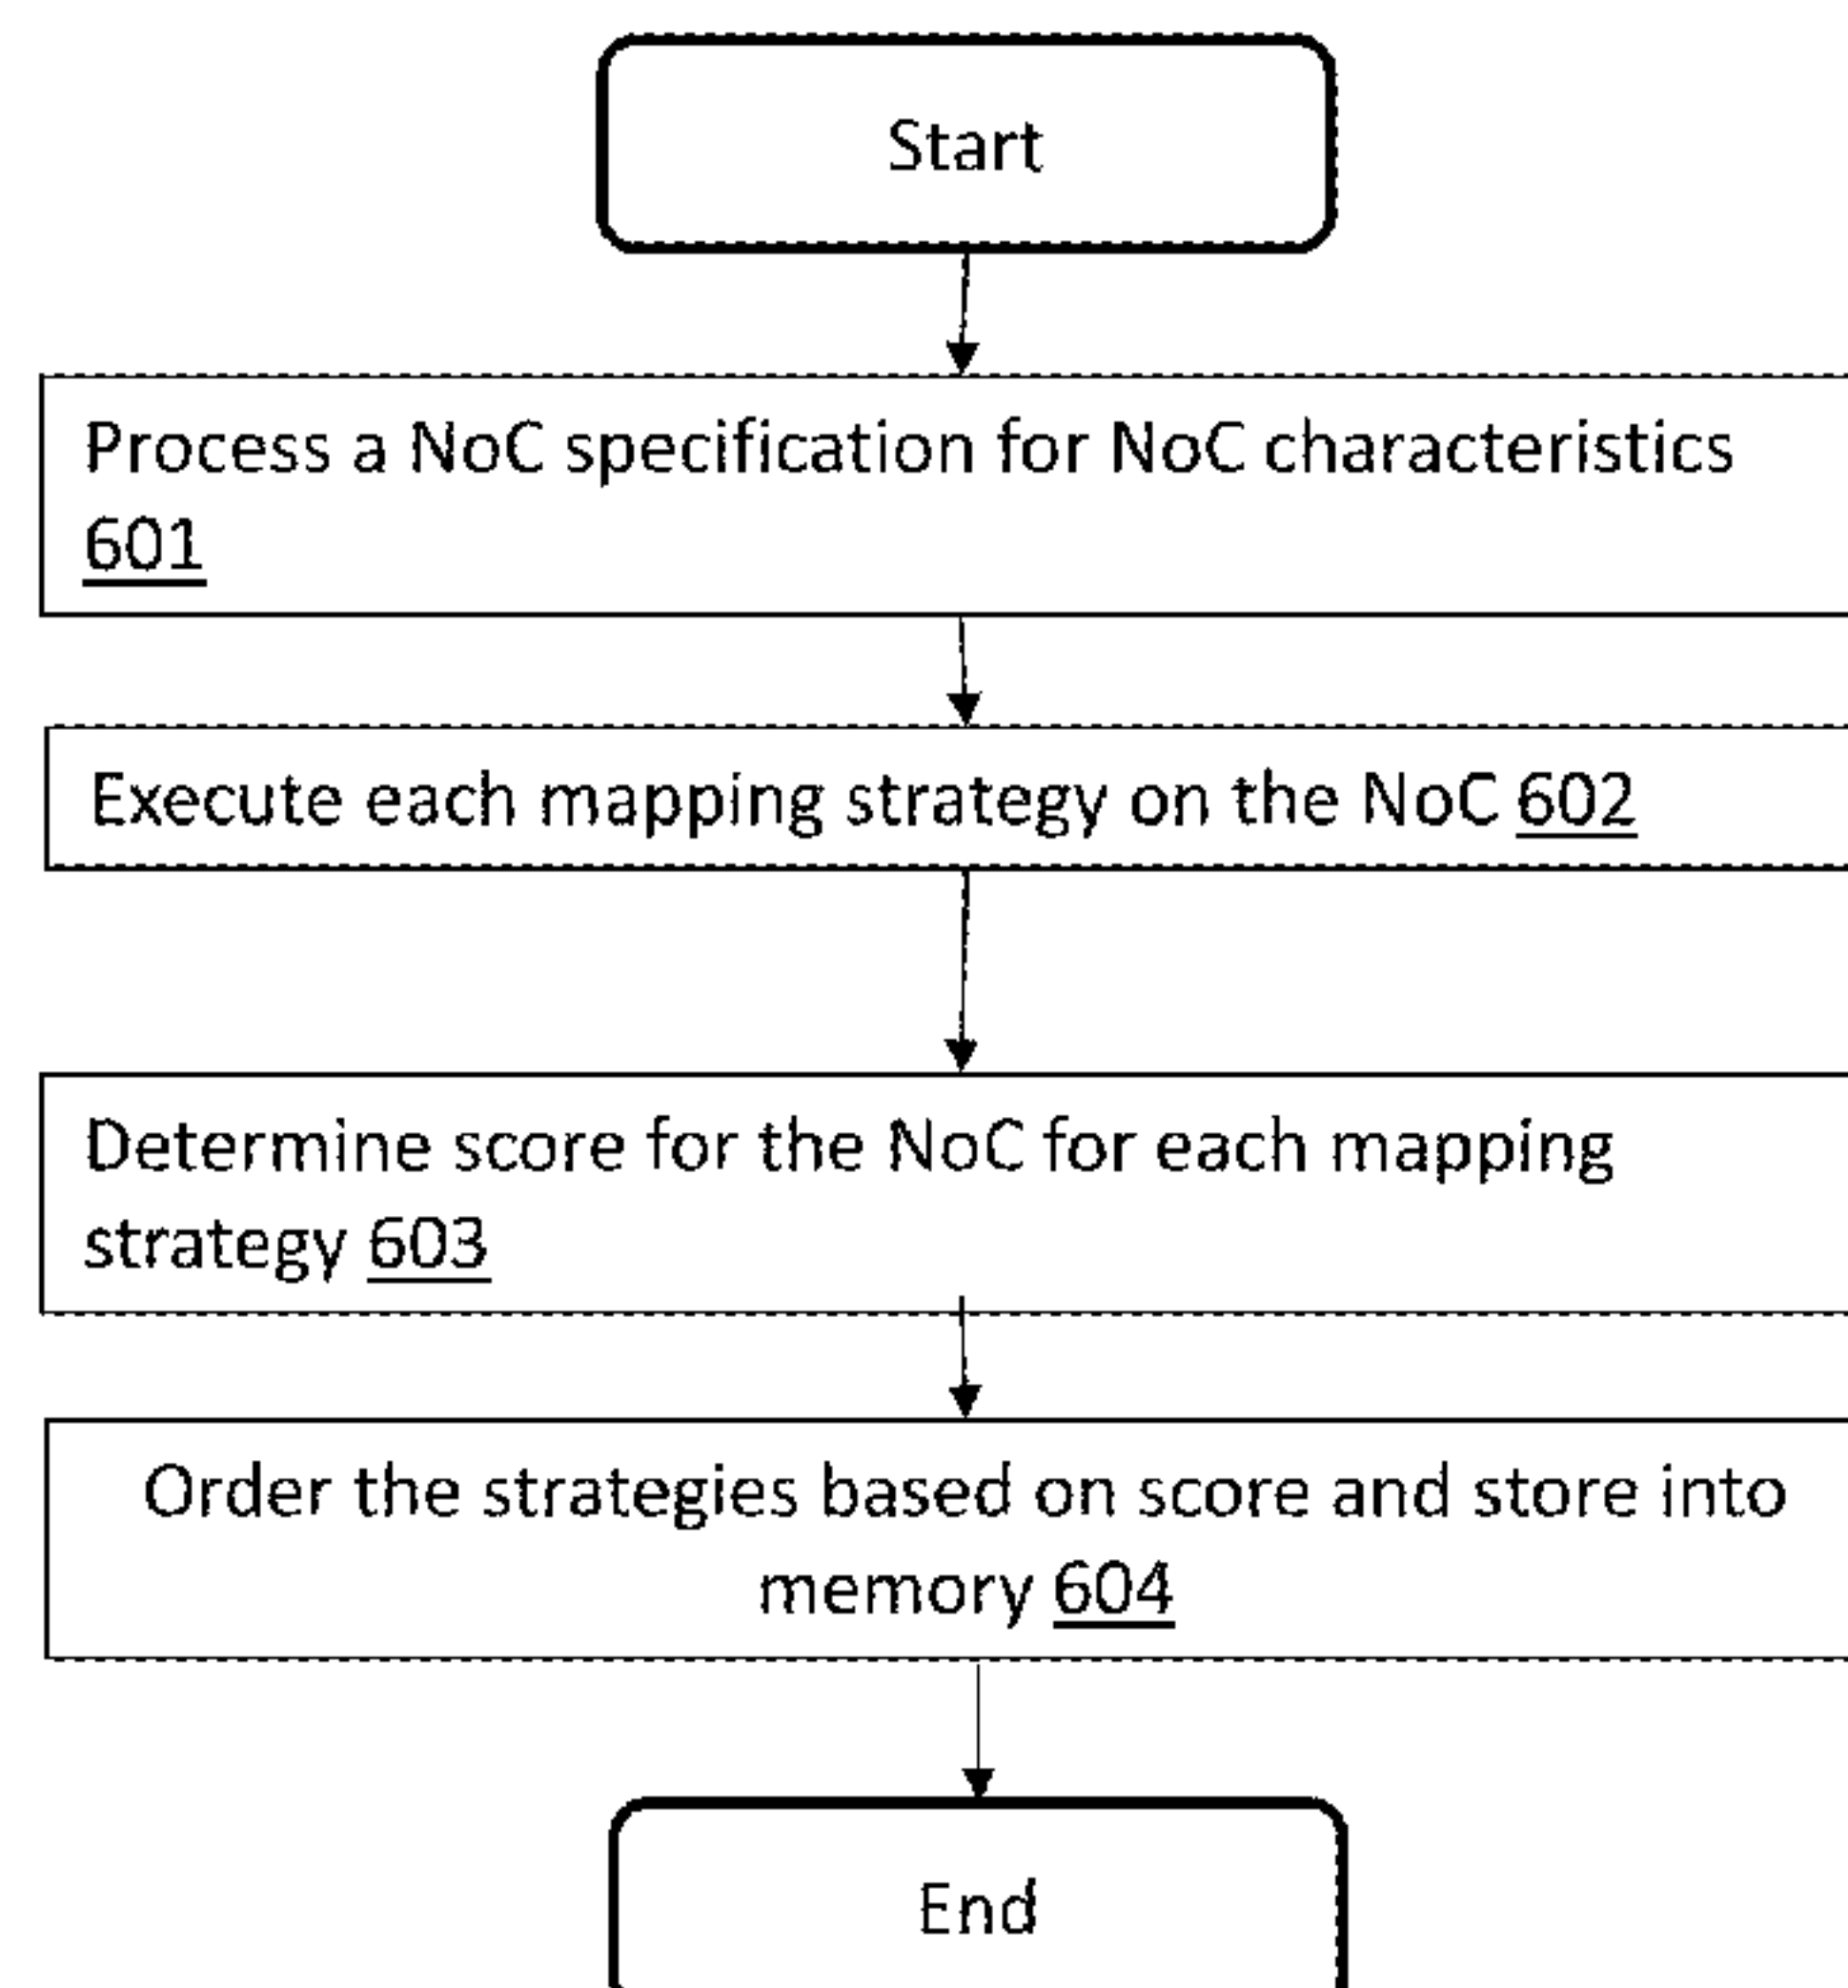 Start
Process a NoC specification for NoC characteristics
601
Execute each mapping strategy on the NoC 602
Determine score for the NoC for each mapping
strategy 603
Order the strategies based on score and store into
memory 604
End